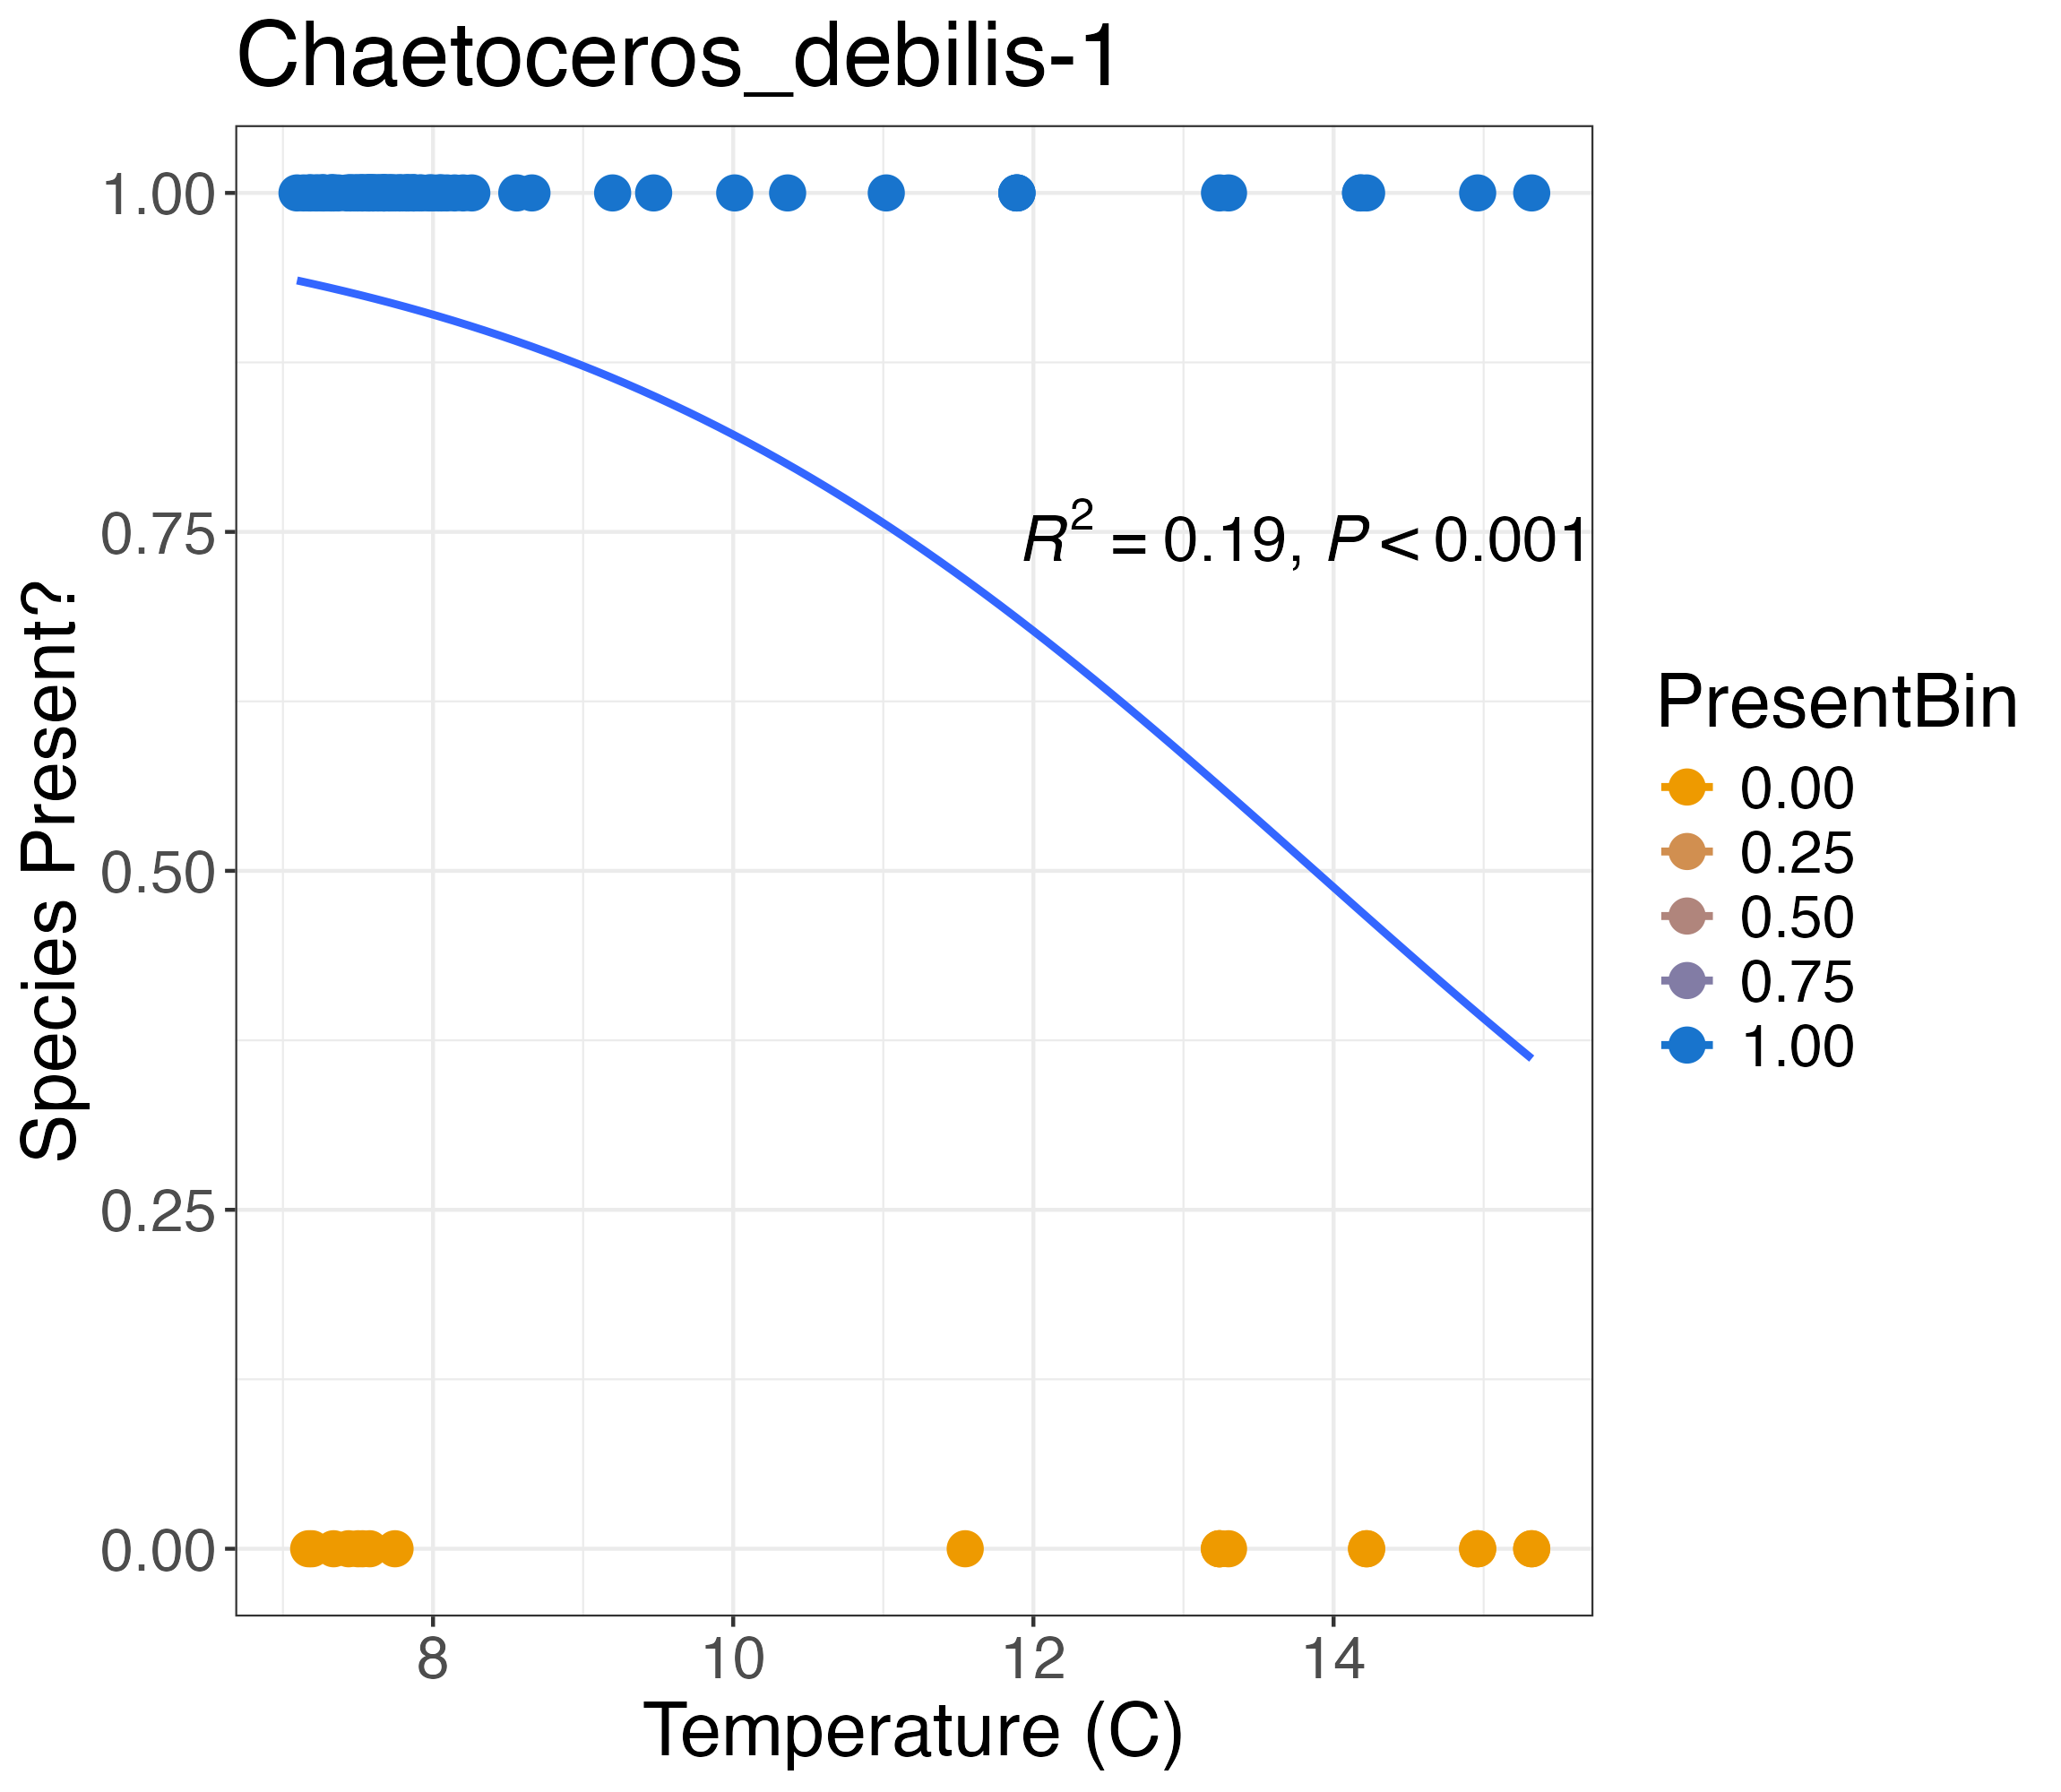 Chaetoceros_debilis-1
1.00
0.75
0.50
0.25
0.00
Species Present?
R² = 0.19, P < 0.001
8 10 12 14
Temperature (C)
PresentBin
0.00
0.25
0.50
0.75
1.00